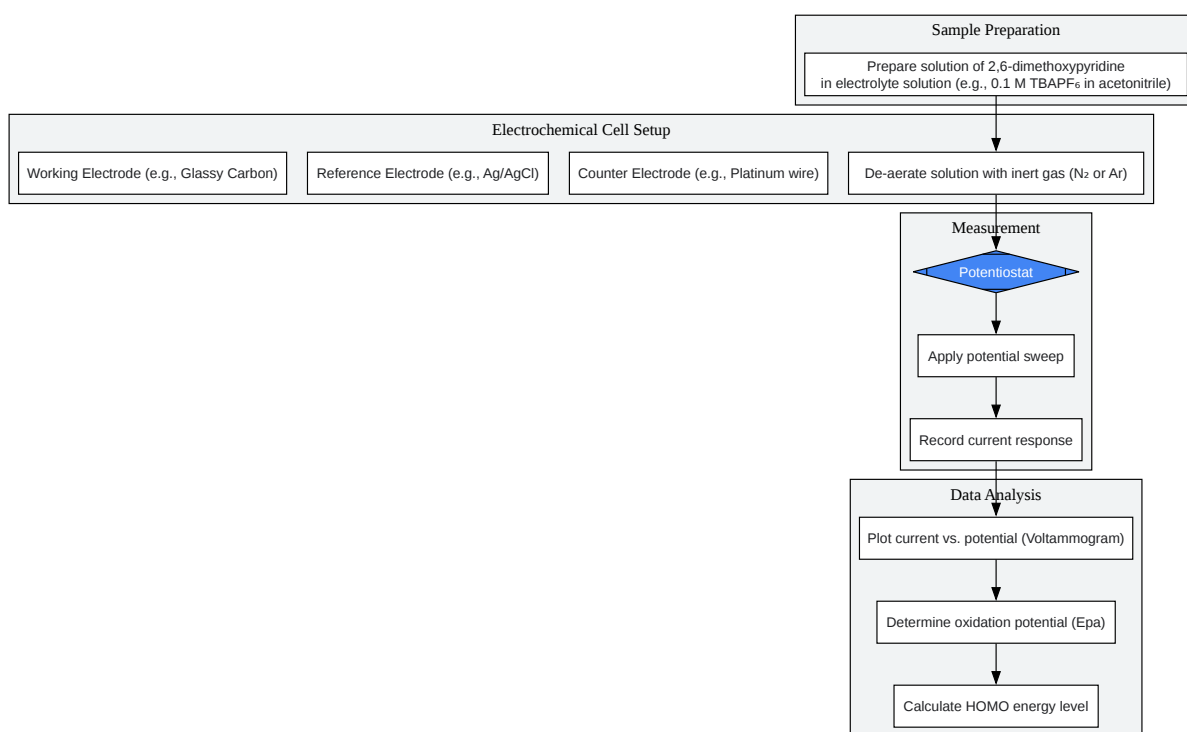 Sample Preparation
Prepare solution of 2,6-dimethoxypyridine
in electrolyte solution (e.g., 0.1 M TBAPF₆ in acetonitrile)
Electrochemical Cell Setup
Working Electrode (e.g., Glassy Carbon)
Reference Electrode (e.g., Ag/AgCl)
Counter Electrode (e.g., Platinum wire)
De-aerate solution with inert gas (N₂ or Ar)
Measurement
Potentiostat
Apply potential sweep
Record current response
Data Analysis
Plot current vs. potential (Voltammogram)
Determine oxidation potential (Epa)
Calculate HOMO energy level